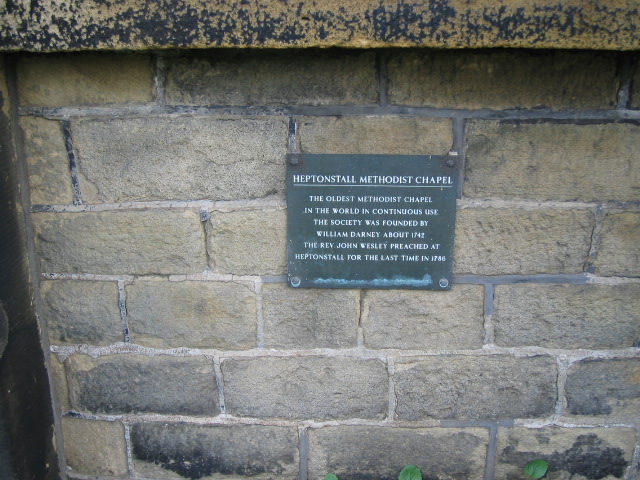 HEPTONSTALL METHODIST CHAPEL
THE OLDEST METHODIST CHAPEL
IN THE WORLD IN CONTINUOUS USE
THE SOCIETY WAS FOUNDED BY
WILLIAM DARNEY ABOUT 1742
THE REV JOHN WESLEY PREACHED AT
HEPTONSTALL FOR THE LAST TIME IN 1786